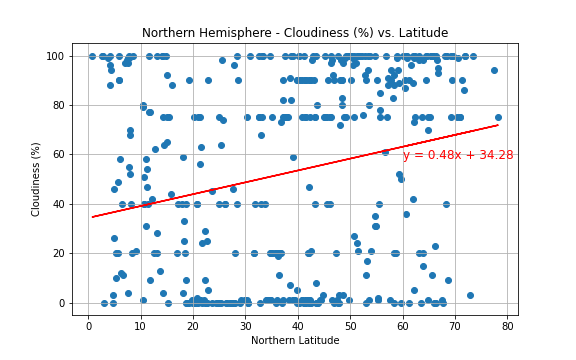 Northern Hemisphere - Cloudiness (%) vs. Latitude
100
80
60
40
20
0
Cloudiness (%)
y = 0.48x + 34.28
0 10 20 30 40 50 60 70 80
Northern Latitude